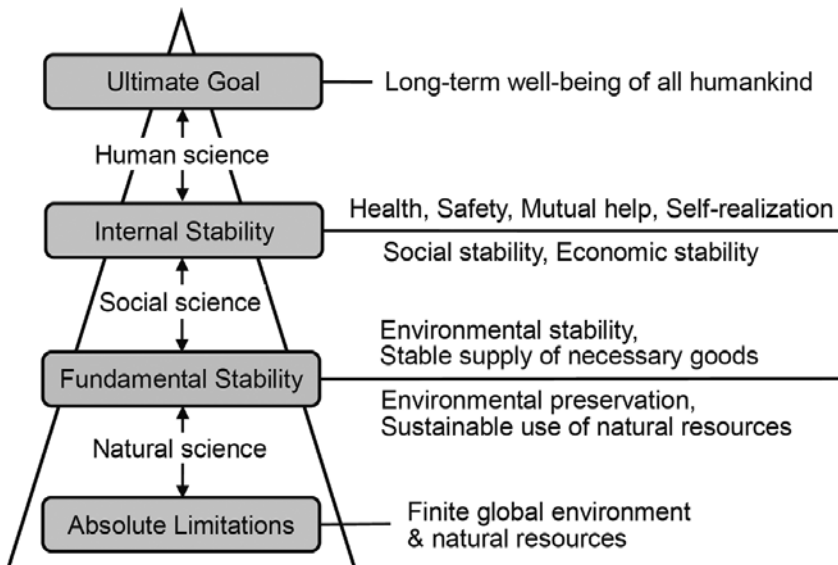 Ultimate Goal
Long-term well-being of all humankind
Human science
Health, Safety, Mutual help, Self-realization
Internal Stability
Social stability, Economic stability
Social science
Environmental stability,
Stable supply of necessary goods
Fundamental Stability
Environmental preservation,
Sustainable use of natural resources
Natural science
Absolute Limitations
Finite global environment
& natural resources